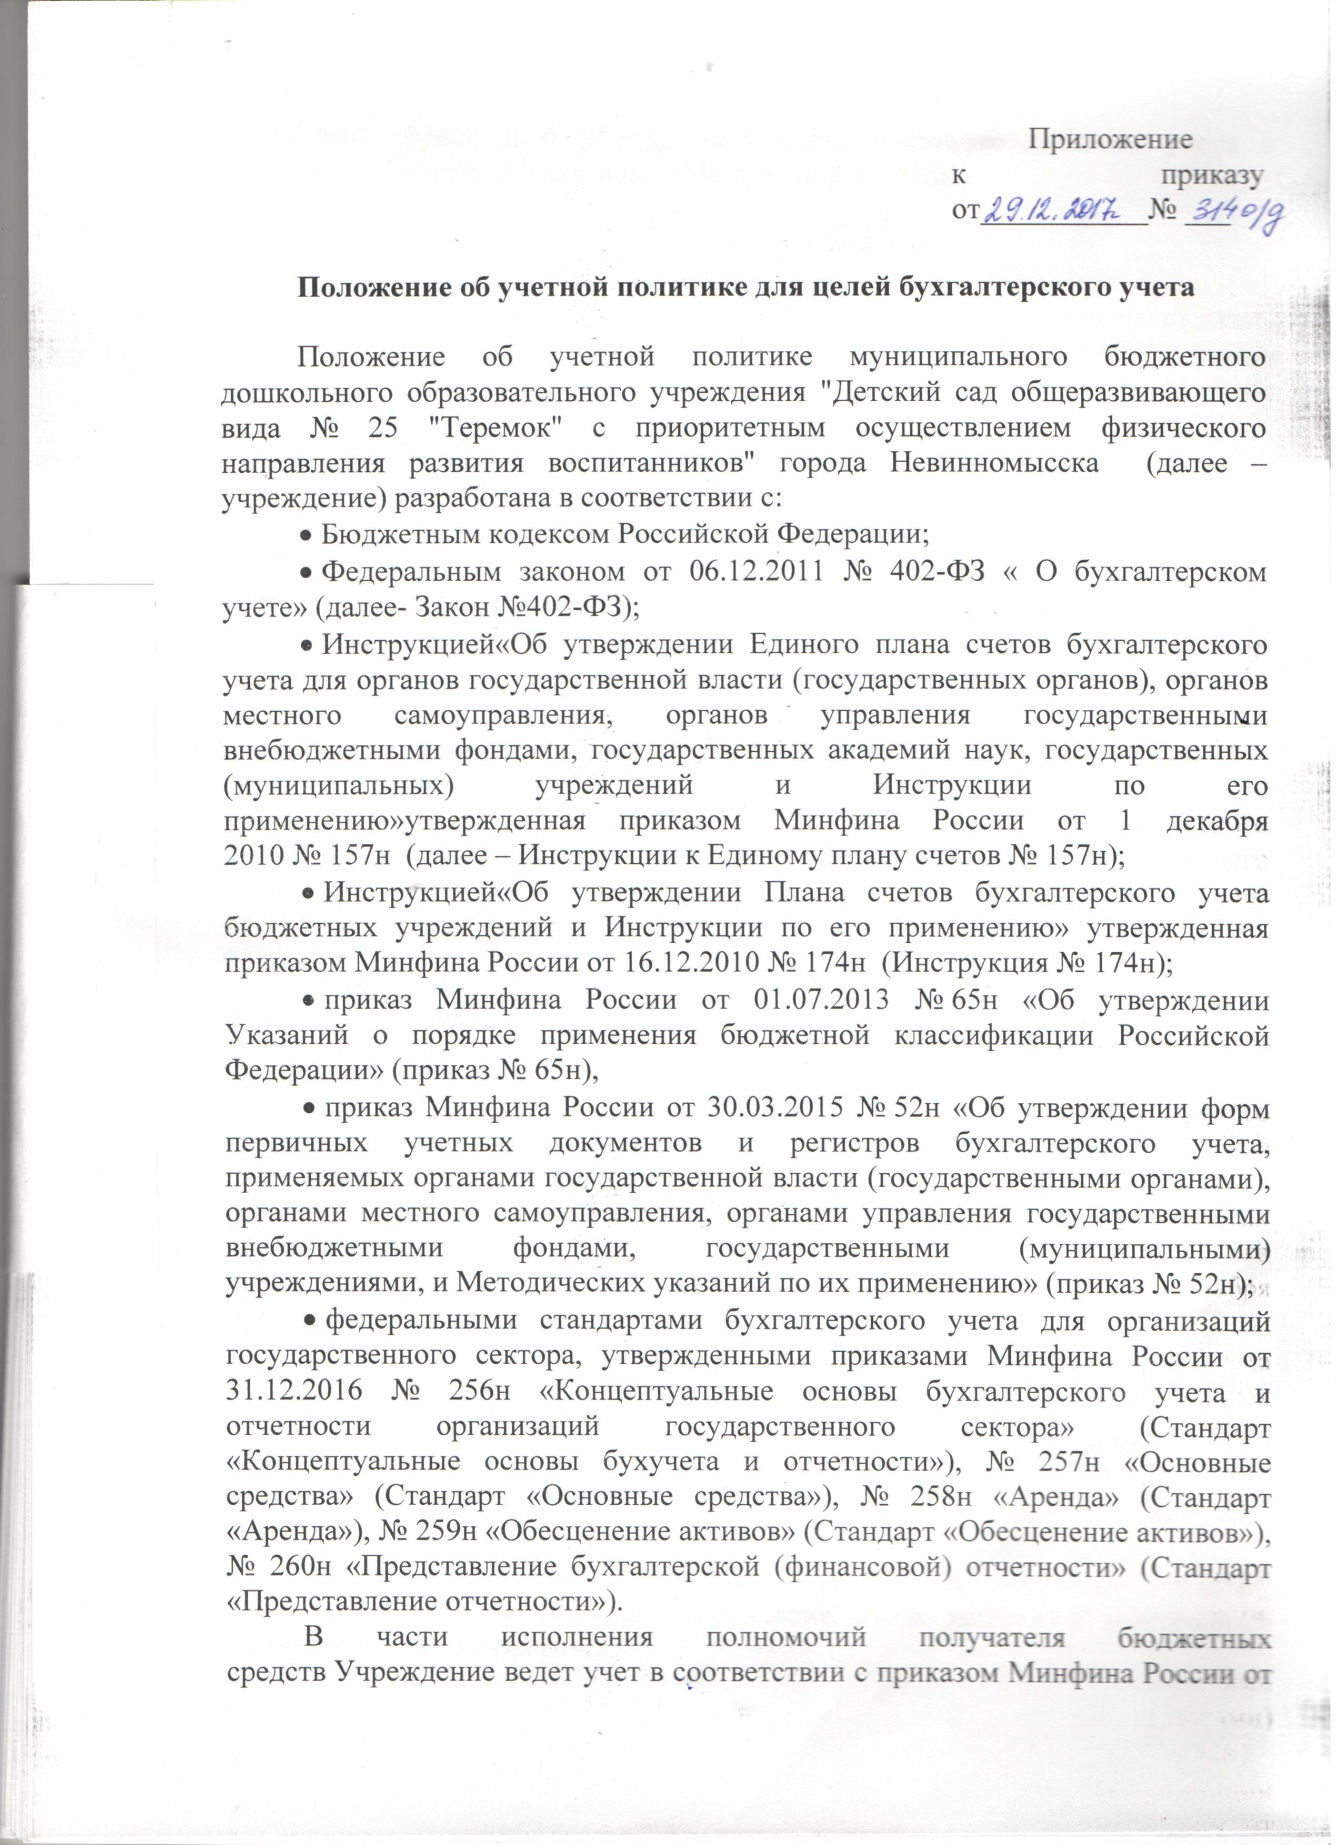 Приложение
к приказу
от 29.12.2017г № 314 о/д
Положение об учетной политике для целей бухгалтерского учета
Положение об учетной политике муниципального бюджетного
дошкольного образовательного учреждения "Детский сад общеразвивающего
вида № 25 "Теремок" с приоритетным осуществлением физического
направления развития воспитанников" города Невинномысска (далее –
учреждение) разработана в соответствии с:
• Бюджетным кодексом Российской Федерации;
• Федеральным законом от 06.12.2011 № 402-ФЗ « О бухгалтерском
учете» (далее- Закон №402-ФЗ);
• Инструкцией«Об утверждении Единого плана счетов бухгалтерского
учета для органов государственной власти (государственных органов), органов
местного самоуправления, органов управления государственными
внебюджетными фондами, государственных академий наук, государственных
(муниципальных) учреждений и Инструкции по его
применению»утвержденная приказом Минфина России от 1 декабря
2010 № 157н (далее – Инструкции к Единому плану счетов № 157н);
• Инструкцией«Об утверждении Плана счетов бухгалтерского учета
бюджетных учреждений и Инструкции по его применению» утвержденная
приказом Минфина России от 16.12.2010 № 174н (Инструкция № 174н);
• приказ Минфина России от 01.07.2013 № 65н «Об утверждении
Указаний о порядке применения бюджетной классификации Российской
Федерации» (приказ № 65н),
• приказ Минфина России от 30.03.2015 № 52н «Об утверждении форм
первичных учетных документов и регистров бухгалтерского учета,
применяемых органами государственной власти (государственными органами),
органами местного самоуправления, органами управления государственными
внебюджетными фондами, государственными (муниципальными)
учреждениями, и Методических указаний по их применению» (приказ № 52н);
• федеральными стандартами бухгалтерского учета для организаций
государственного сектора, утвержденными приказами Минфина России от
31.12.2016 № 256н «Концептуальные основы бухгалтерского учета и
отчетности организаций государственного сектора» (Стандарт
«Концептуальные основы бухучета и отчетности»), № 257н «Основные
средства» (Стандарт «Основные средства»), № 258н «Аренда» (Стандарт
«Аренда»), № 259н «Обесценение активов» (Стандарт «Обесценение активов»),
№ 260н «Представление бухгалтерской (финансовой) отчетности» (Стандарт
«Представление отчетности»).
В части исполнения полномочий получателя бюджетных
средств Учреждение ведет учет в соответствии с приказом Минфина России от